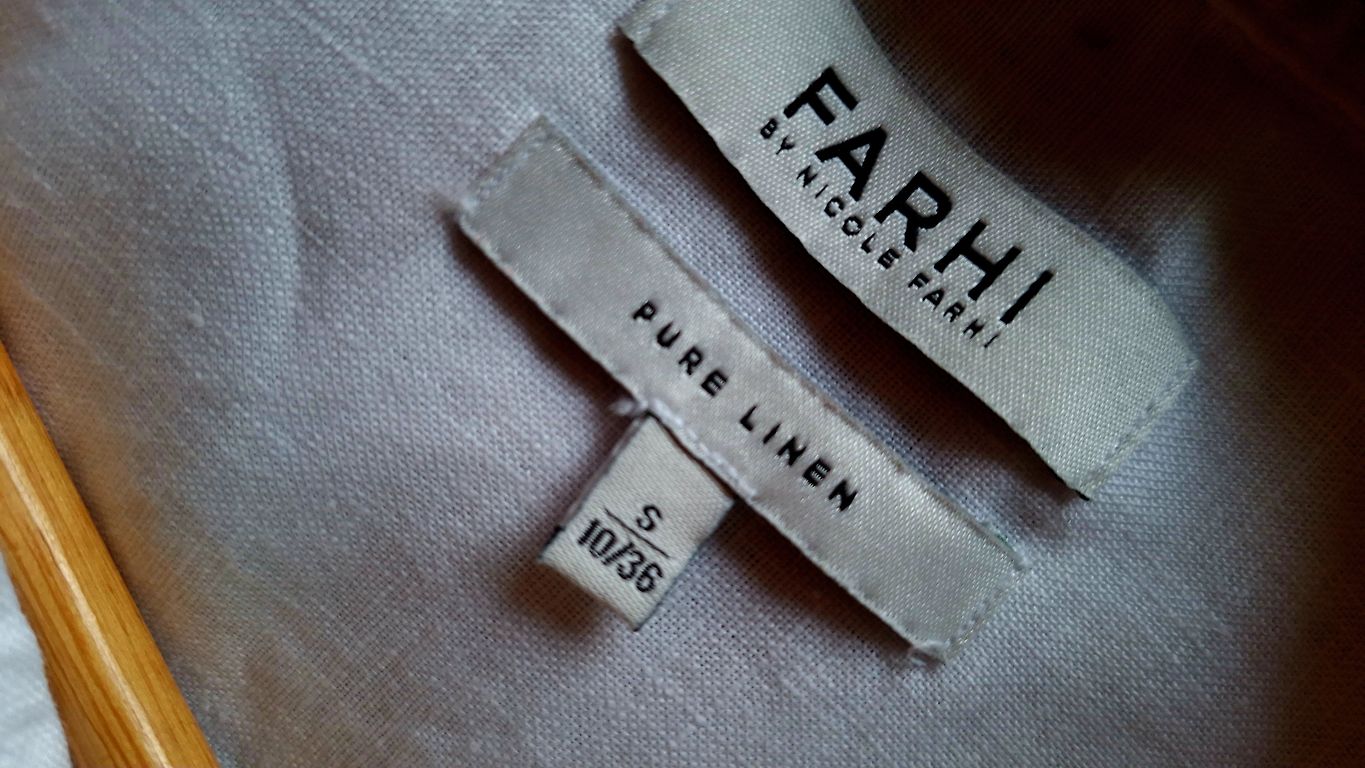 FARHI
BY NICOLE FARHI
PURE LINEN
S
10/36